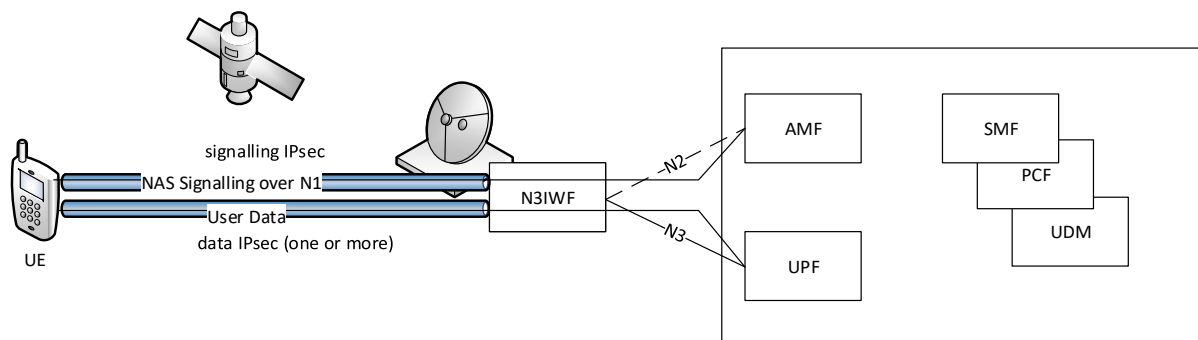 signalling IPsec
NAS Signalling over N1
User Data
data IPsec (one or more)
UE
N3IWF
N2
N3
AMF
UPF
SMF
PCF
UDM